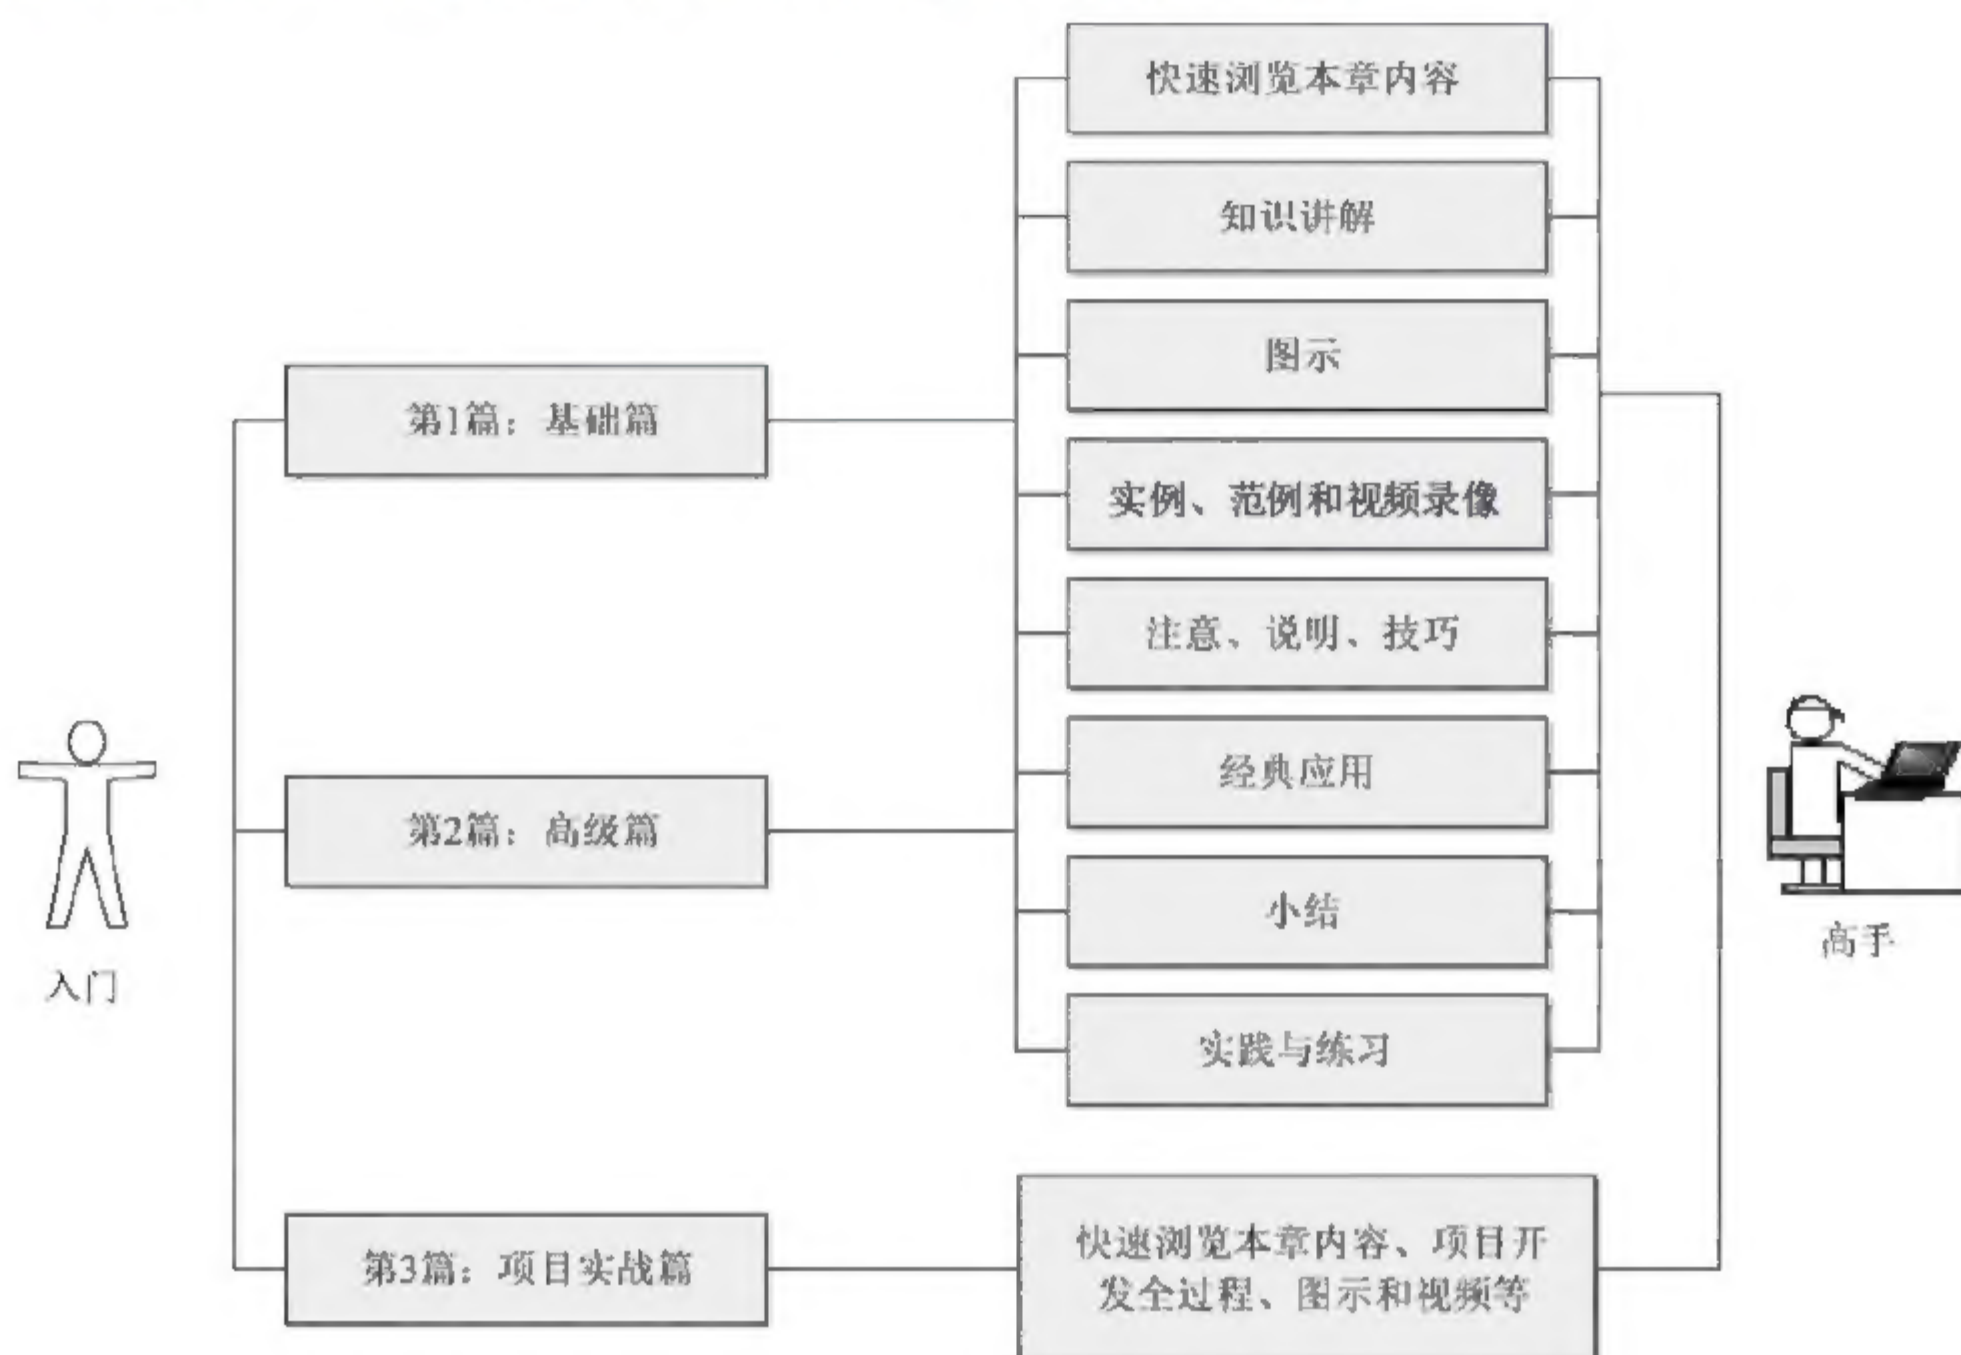 快速浏览本章内容
知识讲解
图示
第1篇：基础篇
实例、范例和视频录像
注意、说明、技巧
经典应用
第2篇：高级篇
小结
高手
入门
实践与练习
第3篇：项目实战篇
快速浏览本章内容、项目开
发全过程、图示和视频等